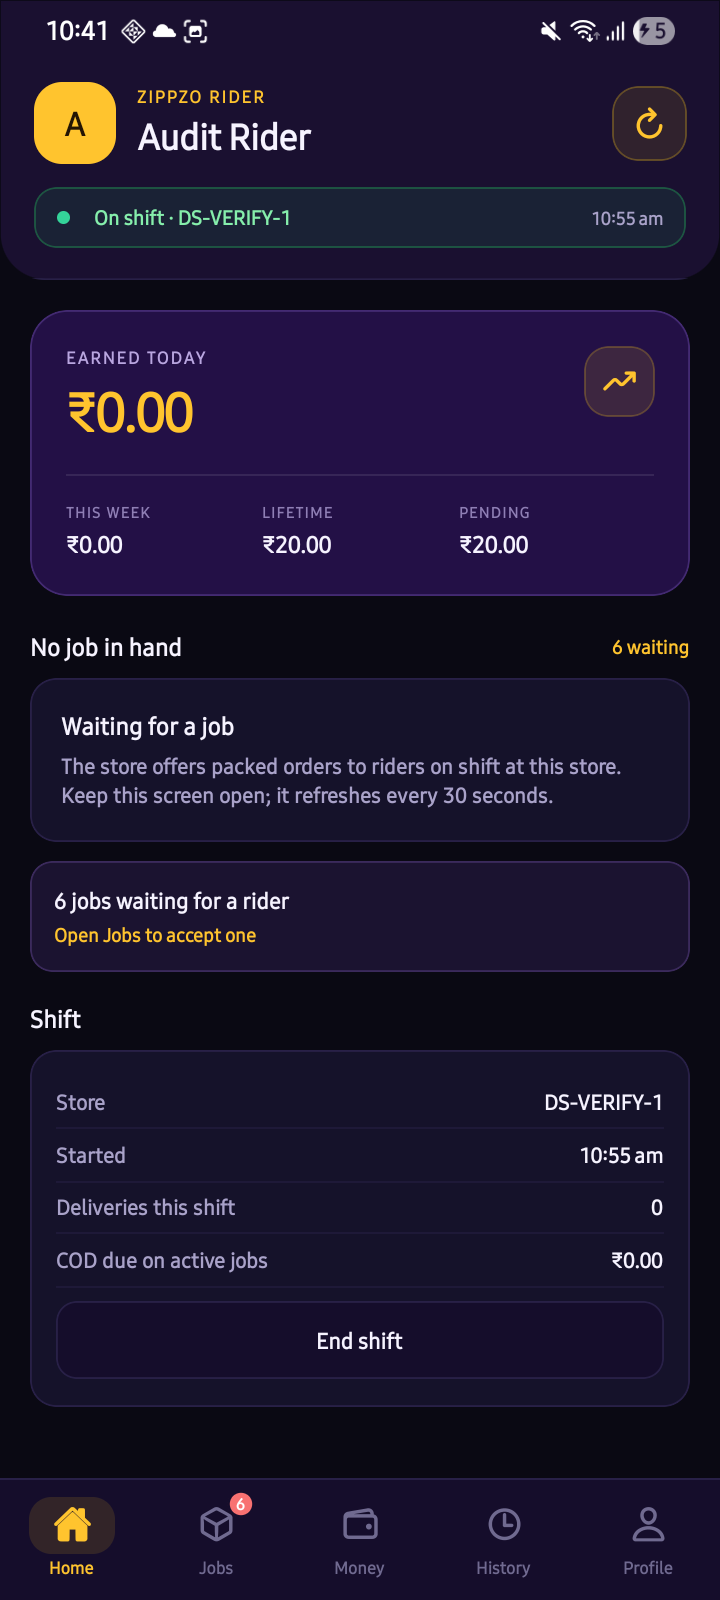 10:41
5
A
ZIPPZO RIDER
Audit Rider
On shift · DS-VERIFY-1
10:55 am
EARNED TODAY
₹0.00
THIS WEEK LIFETIME PENDING
₹0.00 ₹20.00 ₹20.00
No job in hand
6 waiting
Waiting for a job
The store offers packed orders to riders on shift at this store.
Keep this screen open; it refreshes every 30 seconds.
6 jobs waiting for a rider
Open Jobs to accept one
Shift
Store DS-VERIFY-1
Started 10:55 am
Deliveries this shift 0
COD due on active jobs ₹0.00
End shift
6
Home Jobs Money History Profile